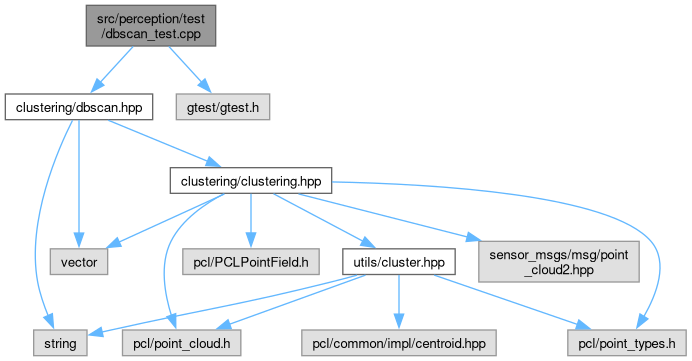 src/perception/test
/dbscan_test.cpp
clustering/dbscan.hpp
gtest/gtest.h
clustering/clustering.hpp
vector
pcl/PCLPointField.h
utils/cluster.hpp
sensor_msgs/msg/point
_cloud2.hpp
string
pcl/point_cloud.h
pcl/common/impl/centroid.hpp
pcl/point_types.h